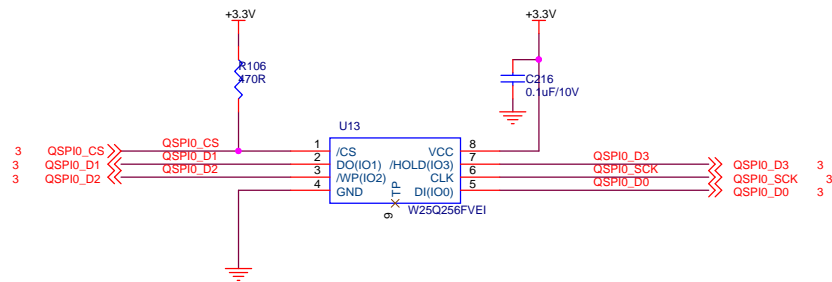 +3.3V
+3.3V
R106
470R
C216
0.1uF/10V
U13
3 QSPI0_CS QSPI0_CS 1 /CS VCC 8
3 QSPI0_D1 QSPI0_D1 2 DO(IO1) /HOLD(IO3) 7 QSPI0_D3 QSPI0_D3 3
3 QSPI0_D2 QSPI0_D2 3 /WP(IO2) CLK 6 QSPI0_SCK QSPI0_SCK 3
4 GND DI(IO0) 5 QSPI0_D0 QSPI0_D0 3
TP
9
W25Q256FVEI